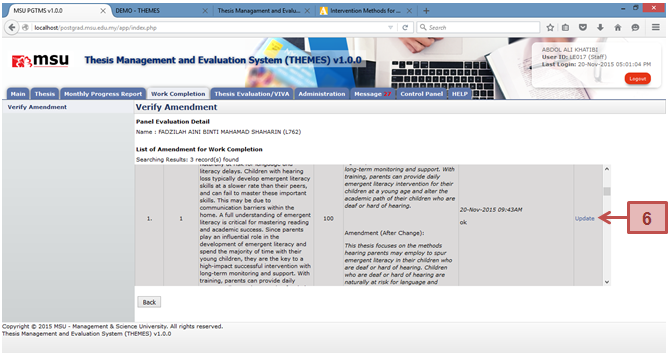 MSU PGTMS v1.0.0
DEMO - THEMES
Thesis Management and Evalu...
Intervention Methods for ...
localhost/postgrad.msu.edu.my/app/index.php
Search
msu
Thesis Management and Evaluation System (THEMES) v1.0.0
ABDOL ALI KHATIBI
User ID: LE017 (Staff)
Last Login: 20-Nov-2015 05:01:04 PM
Logout
Main
Thesis
Monthly Progress Report
Work Completion
Thesis Evaluation/VIVA
Administration
Message
Control Panel
HELP
Verify Amendment
Verify Amendment
Panel Evaluation Detail
Name : FADZILAH AINI BINTI MAHAMAD SHAHARIN (L762)
List of Amendment for Work Completion
Searching Results: 3 record(s) found
1.
1
naturally at risk for language and
literacy delays. Children with hearing
loss typically develop emergent literacy
skills at a slower rate than their peers,
and can fail to master these important
skills. This may be due to
communication barriers within the
home. A full understanding of emergent
literacy is critical for mastering reading
and academic success. Since parents
play an influential role in the
development of emergent literacy and
spend the majority of time with their
young children, they are the key to a
high-impact successful intervention with
long-term monitoring and support. With
training, parents can provide daily
100
long-term monitoring and support. With
training, parents can provide daily
emergent literacy intervention for their
children at a young age and alter the
academic path of their children who are
deaf or hard of hearing.
Amendment (After Change):
This thesis focuses on the methods
hearing parents may employ to spur
emergent literacy in their children who
are deaf or hard of hearing. Children
who are deaf or hard of hearing are
naturally at risk for language and
20-Nov-2015 09:43AM
ok
Update
6
Back
Copyright © 2015 MSU - Management & Science University. All rights reserved.
Thesis Management and Evaluation System (THEMES) v1.0.0